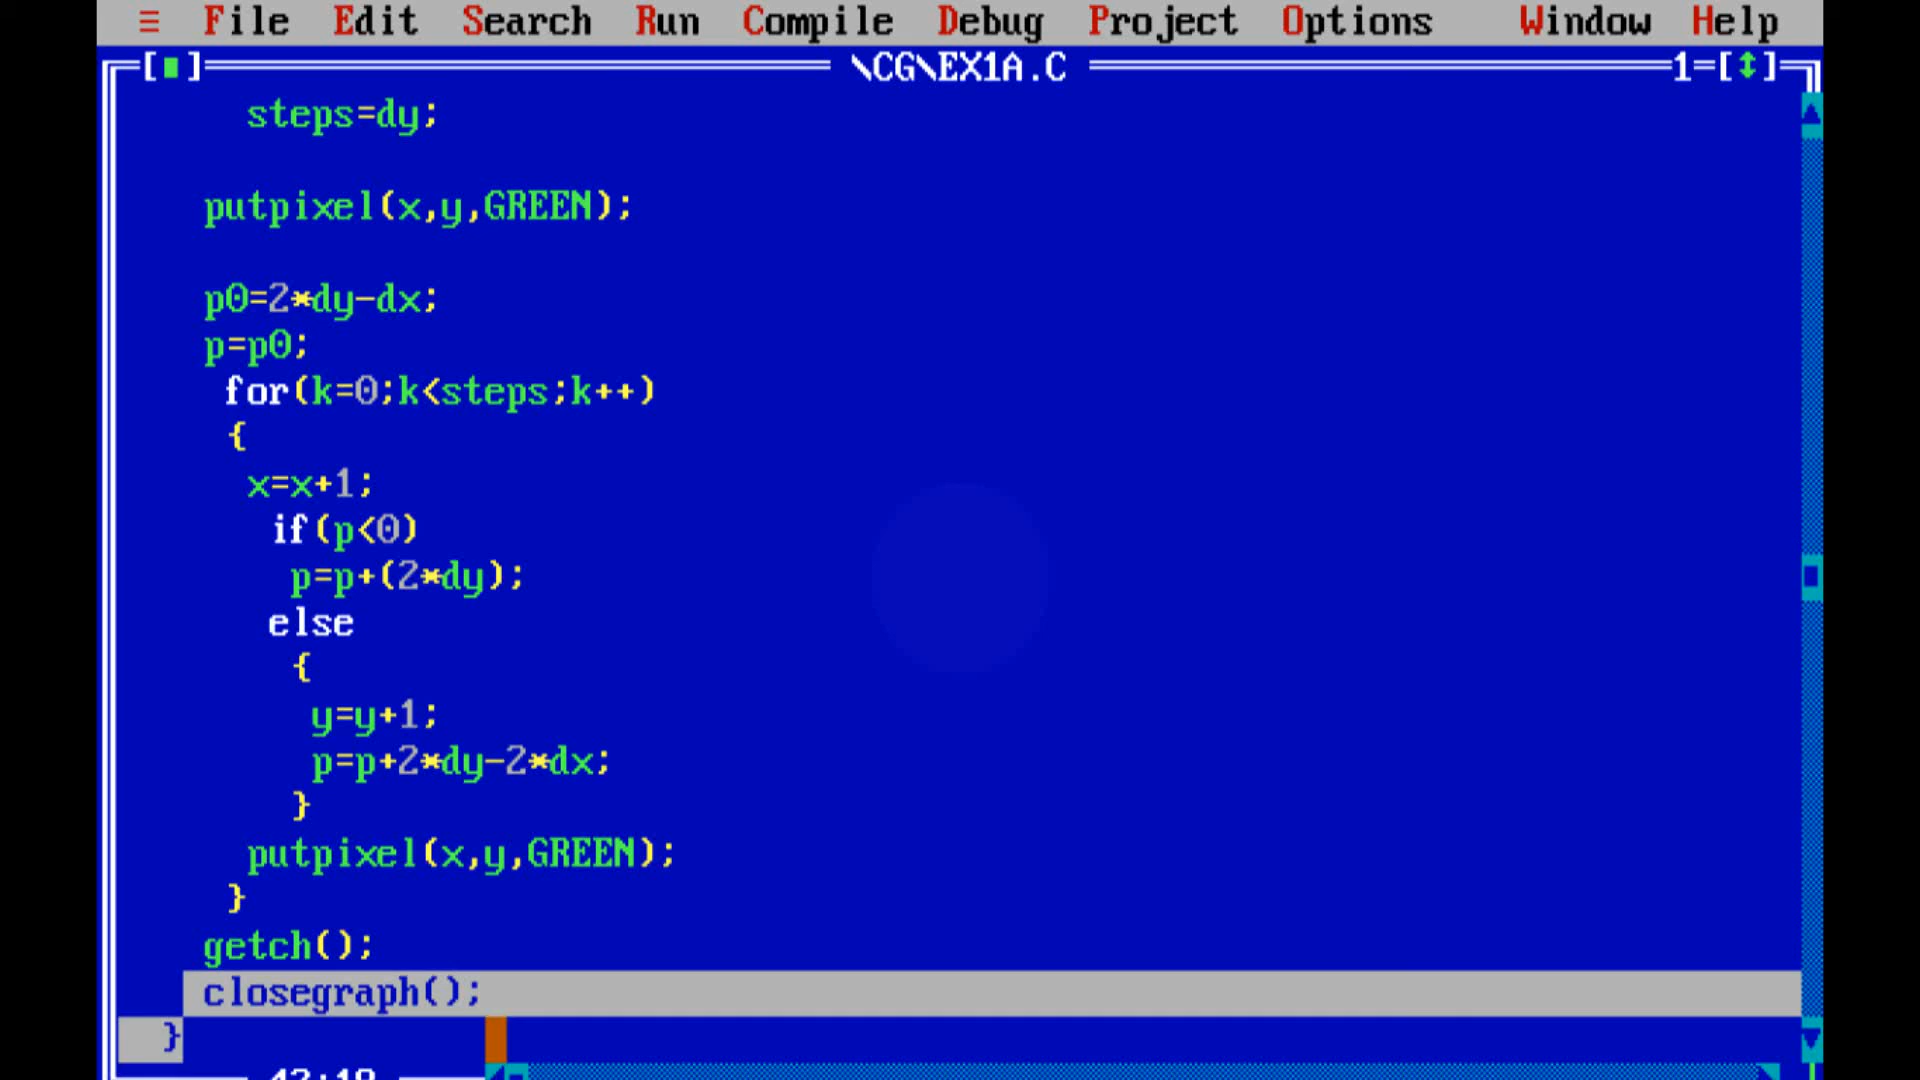 ≡ File Edit Search Run Compile Debug Project Options Window Help
[■] \CG\EX1A.C 1=[↕]
steps=dy;
putpixel(x,y,GREEN);
p0=2*dy-dx;
p=p0;
for(k=0;k<steps;k++)
{
x=x+1;
if(p<0)
p=p+(2*dy);
else
{
y=y+1;
p=p+2*dy-2*dx;
}
putpixel(x,y,GREEN);
}
getch();
closegraph();
}